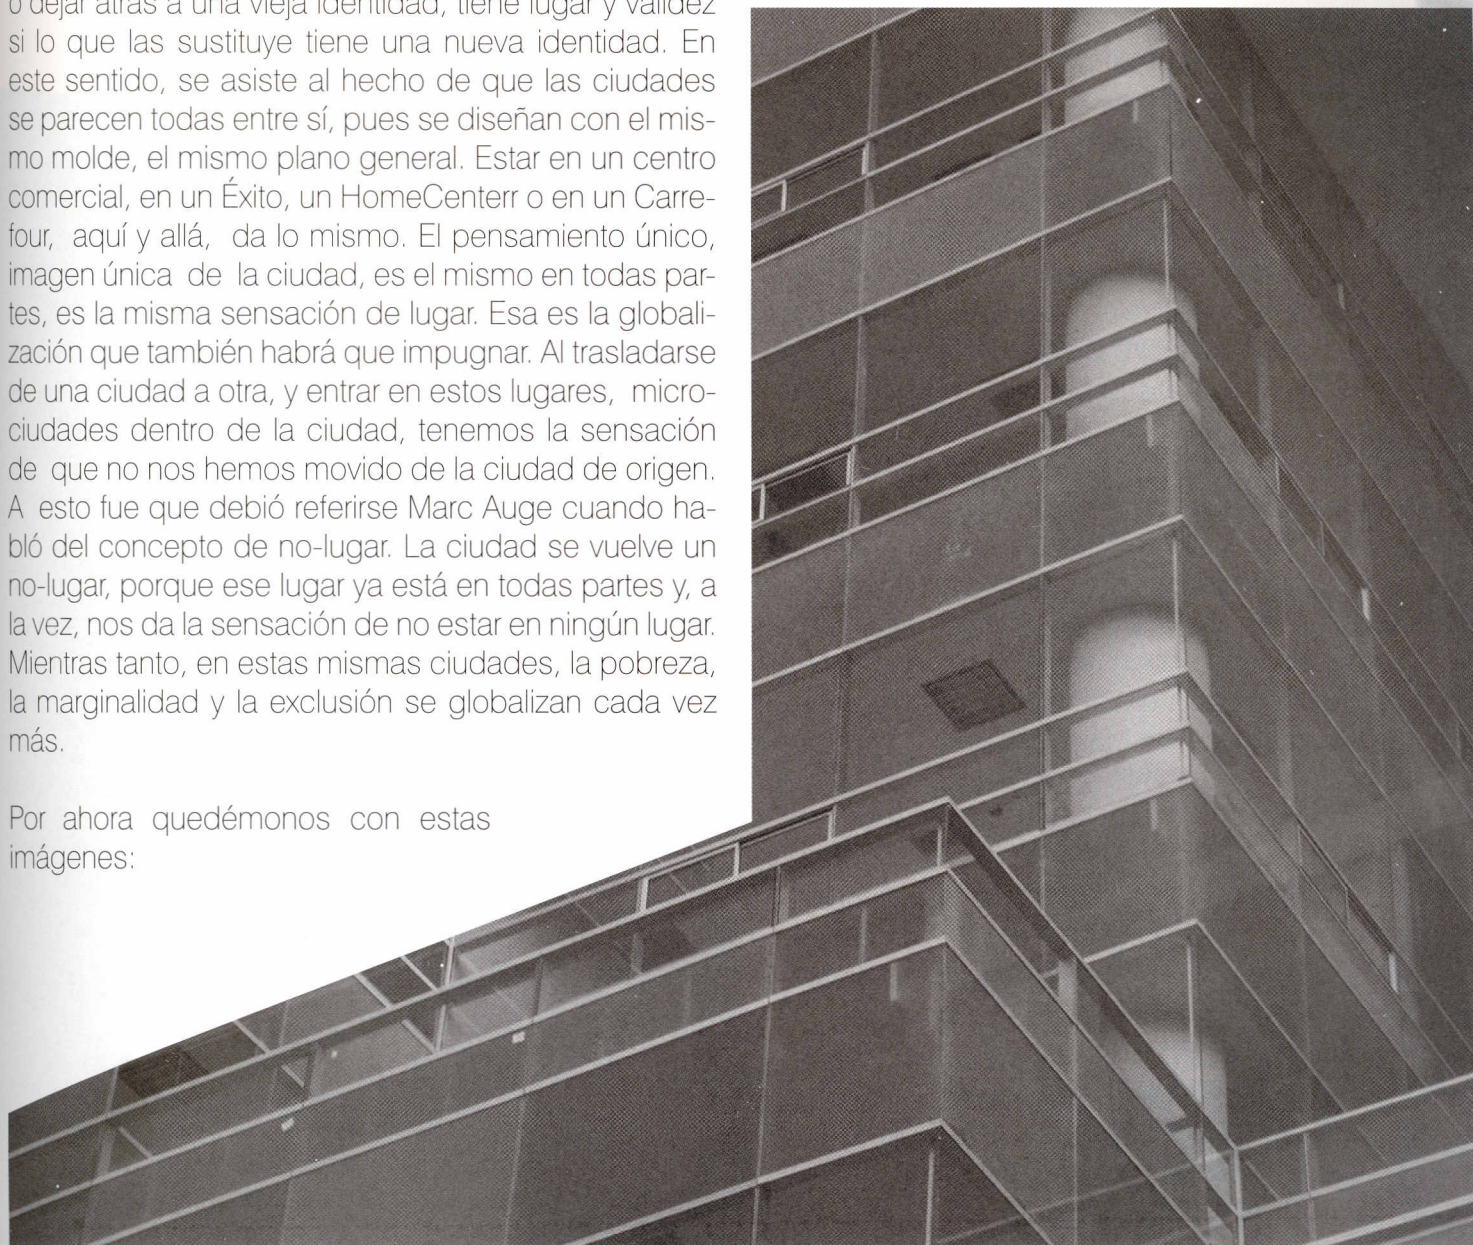 o dejar atrás a una vieja identidad, tiene lugar y validez
si lo que las sustituye tiene una nueva identidad. En
este sentido, se asiste al hecho de que las ciudades
se parecen todas entre sí, pues se diseñan con el mis-
mo molde, el mismo plano general. Estar en un centro
comercial, en un Éxito, un HomeCenterr o en un Carre-
four, aquí y allá, da lo mismo. El pensamiento único,
imagen única de la ciudad, es el mismo en todas par-
tes, es la misma sensación de lugar. Esa es la globali-
zación que también habrá que impugnar. Al trasladarse
de una ciudad a otra, y entrar en estos lugares, micro-
ciudades dentro de la ciudad, tenemos la sensación
de que no nos hemos movido de la ciudad de origen.
A esto fue que debió referirse Marc Auge cuando ha-
bló del concepto de no-lugar. La ciudad se vuelve un
no-lugar, porque ese lugar ya está en todas partes y, a
la vez, nos da la sensación de no estar en ningún lugar.
Mientras tanto, en estas mismas ciudades, la pobreza,
la marginalidad y la exclusión se globalizan cada vez
más.
Por ahora quedémonos con estas
imágenes: